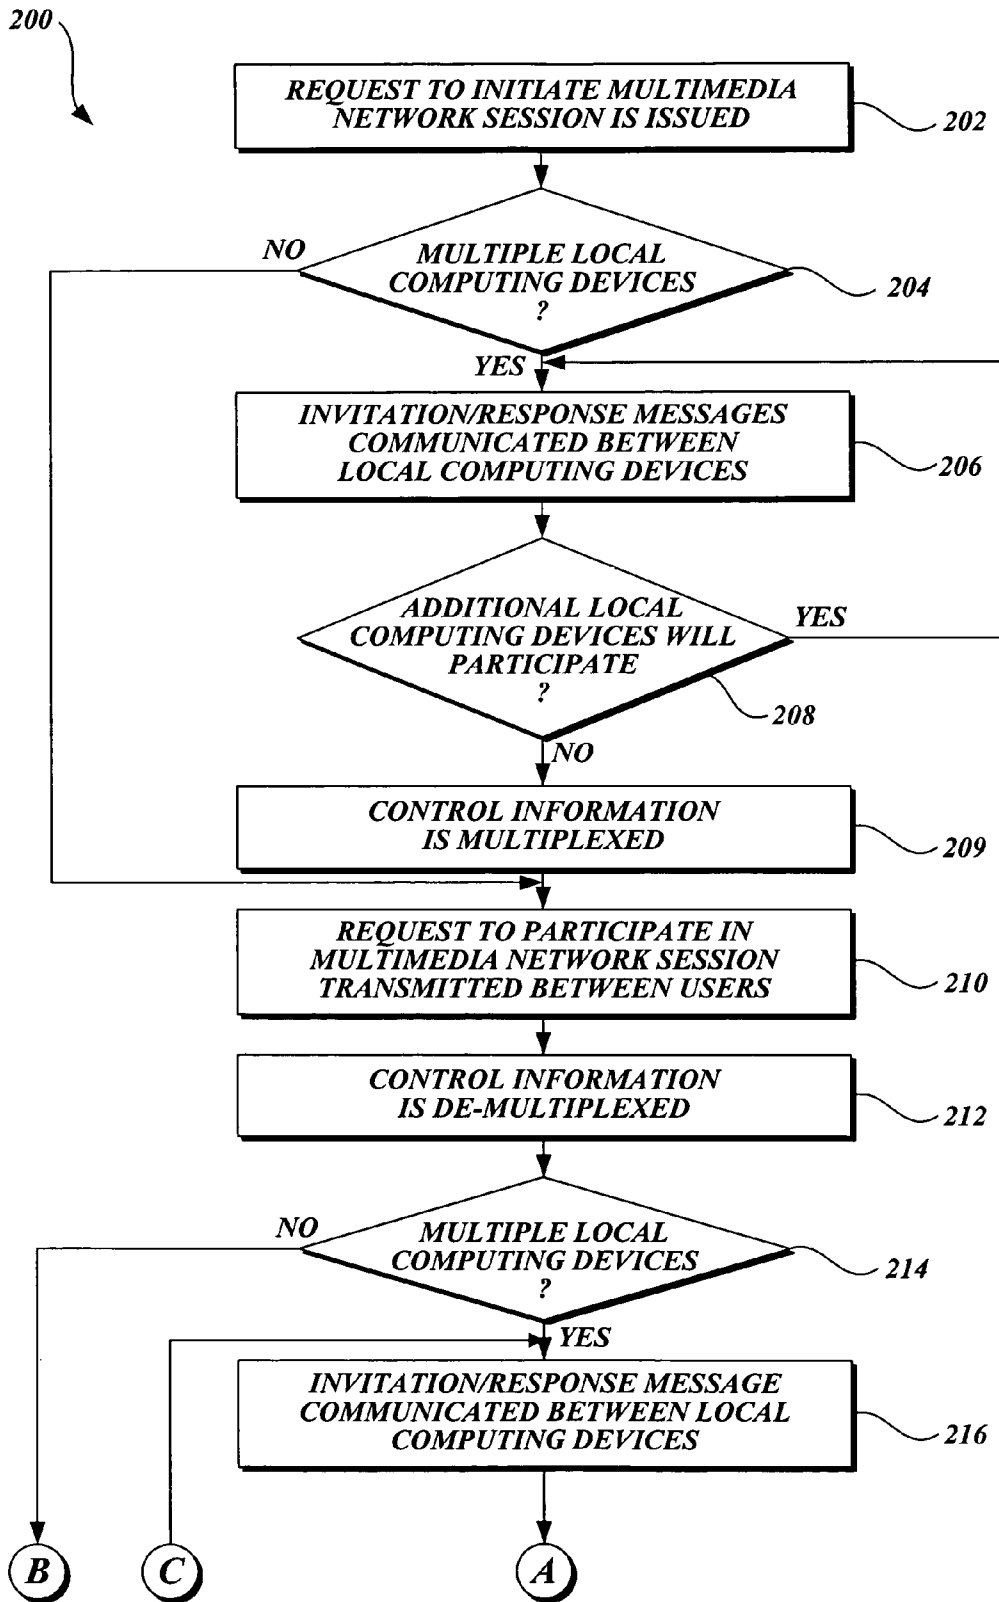 200
REQUEST TO INITIATE MULTIMEDIA
NETWORK SESSION IS ISSUED
202
NO
MULTIPLE LOCAL
COMPUTING DEVICES
?
204
YES
INVITATION/RESPONSE MESSAGES
COMMUNICATED BETWEEN
LOCAL COMPUTING DEVICES
206
ADDITIONAL LOCAL
COMPUTING DEVICES WILL
PARTICIPATE
?
YES
208
NO
CONTROL INFORMATION
IS MULTIPLEXED
209
REQUEST TO PARTICIPATE IN
MULTIMEDIA NETWORK SESSION
TRANSMITTED BETWEEN USERS
210
CONTROL INFORMATION
IS DE-MULTIPLEXED
212
NO
MULTIPLE LOCAL
COMPUTING DEVICES
?
214
YES
INVITATION/RESPONSE MESSAGE
COMMUNICATED BETWEEN LOCAL
COMPUTING DEVICES
216
B
C
A